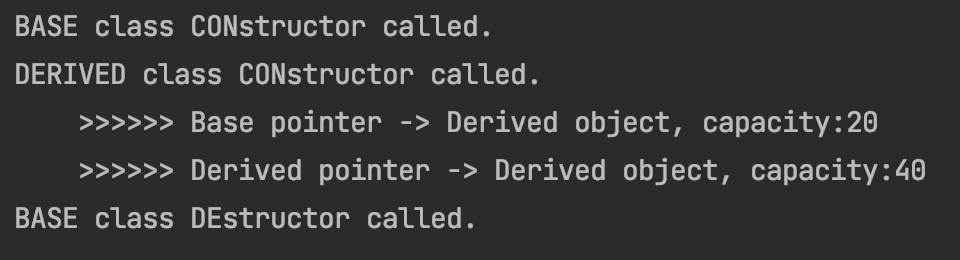 BASE class CONstructor called.
DERIVED class CONstructor called.
>>>>>> Base pointer -> Derived object, capacity:20
>>>>>> Derived pointer -> Derived object, capacity:40
BASE class DEstructor called.